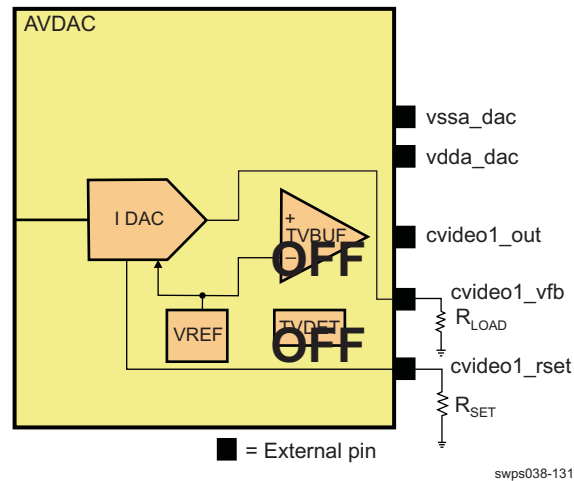 AVDAC
vssa_dac
vdda_dac
I DAC
+
TVBUF
OFF
–
cvideo1_out
cvideo1_vfb
RLOAD
VREF
TVDET
OFF
cvideo1_rset
RSET
= External pin
swps038-131